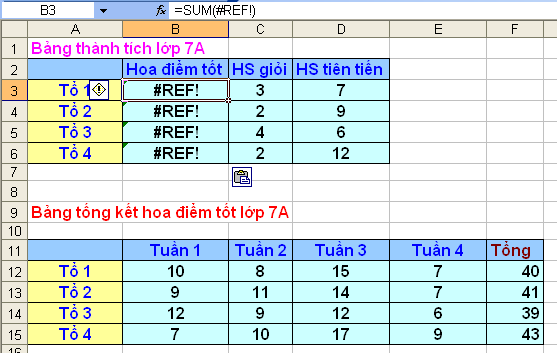 B3 fx =SUM(#REF!)
A B C D E F
1 Bảng thành tích lớp 7A
2 Hoa điểm tốt HS giỏi HS tiên tiến
3 Tổ 1 #REF! 3 7
4 Tổ 2 #REF! 2 9
5 Tổ 3 #REF! 4 6
6 Tổ 4 #REF! 2 12
7
8
9 Bảng tổng kết hoa điểm tốt lớp 7A
10
11 Tuần 1 Tuần 2 Tuần 3 Tuần 4 Tổng
12 Tổ 1 10 8 15 7 40
13 Tổ 2 9 11 14 7 41
14 Tổ 3 12 9 12 6 39
15 Tổ 4 7 10 17 9 43